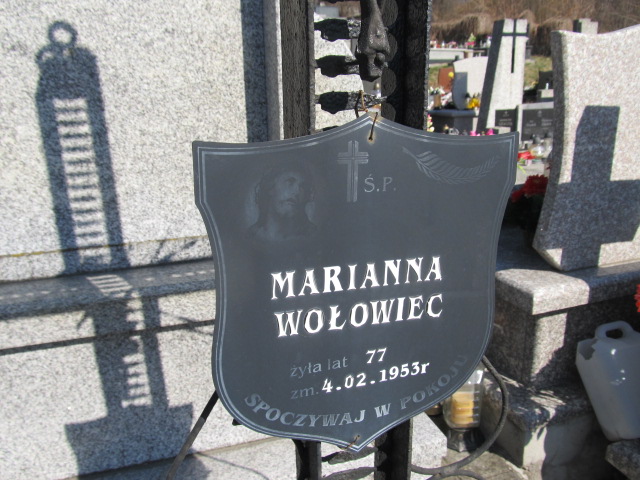 Ś.P.
MARIANNA
WOŁOWIEC
żyła lat 77
zm. 4.02.1953r
SPOCZYWAJ W POKOJU